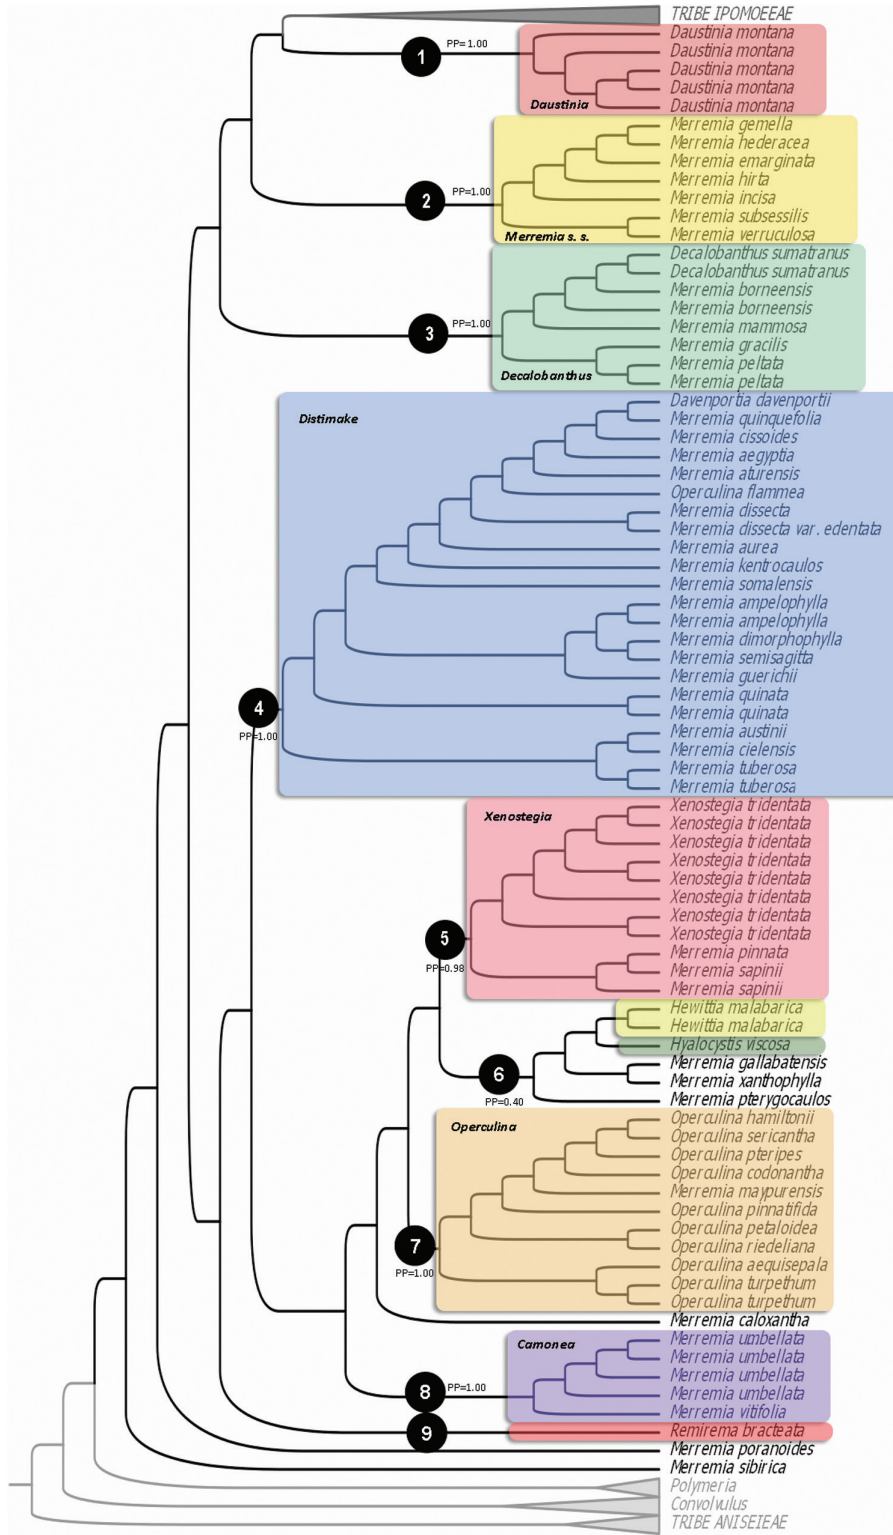 TRIBE IPOMOEEAE
Daustinia montana
1 PP=1.00
Daustinia montana
Daustinia montana
Daustinia montana
Daustinia montana
Daustinia
Merremia gemella
Merremia hederacea
Merremia emarginata
Merremia hirta
2 PP=1.00
Merremia incisa
Merremia subsessilis
Merremia verruculosa
Merremia s. s.
Decalobanthus sumatranus
Decalobanthus sumatranus
Merremia borneensis
Merremia borneensis
3 PP=1.00
Merremia mammosa
Merremia gracilis
Merremia peltata
Merremia peltata
Decalobanthus
Davenportia davenportii
Distimake
Merremia quinquefolia
Merremia cissoides
Merremia aegyptia
Merremia aturensis
Operculina flammea
Merremia dissecta
Merremia dissecta var. edentata
Merremia aurea
Merremia kentrocaulos
Merremia somalensis
Merremia ampelophylla
Merremia ampelophylla
Merremia dimorphophylla
Merremia semisagitta
Merremia guerichii
Merremia quinata
4
Merremia quinata
PP=1.00
Merremia austinii
Merremia cielensis
Merremia tuberosa
Merremia tuberosa
Xenostegia tridentata
Xenostegia
Xenostegia tridentata
Xenostegia tridentata
Xenostegia tridentata
Xenostegia tridentata
Xenostegia tridentata
Xenostegia tridentata
5
Xenostegia tridentata
Merremia pinnata
PP=0.98
Merremia sapinii
Merremia sapinii
Hewittia malabarica
Hewittia malabarica
Hyalocystis viscosa
Merremia gallabatensis
6
Merremia xanthophylla
PP=0.40
Merremia pterygocaulos
Operculina hamiltonii
Operculina
Operculina sericantha
Operculina pteripes
Operculina codonantha
Merremia maypurensis
Operculina pinnatifida
Operculina petaloidea
7
Operculina riedeliana
PP=1.00
Operculina aequisepala
Operculina turpethum
Operculina turpethum
Merremia caloxantha
Merremia umbellata
Camonea
Merremia umbellata
Merremia umbellata
8 PP=1.00
Merremia umbellata
Merremia vitifolia
9
Remirema bracteata
Merremia poranoides
Merremia sibirica
Polymeria
Convolvulus
TRIBE ANISEIEAE